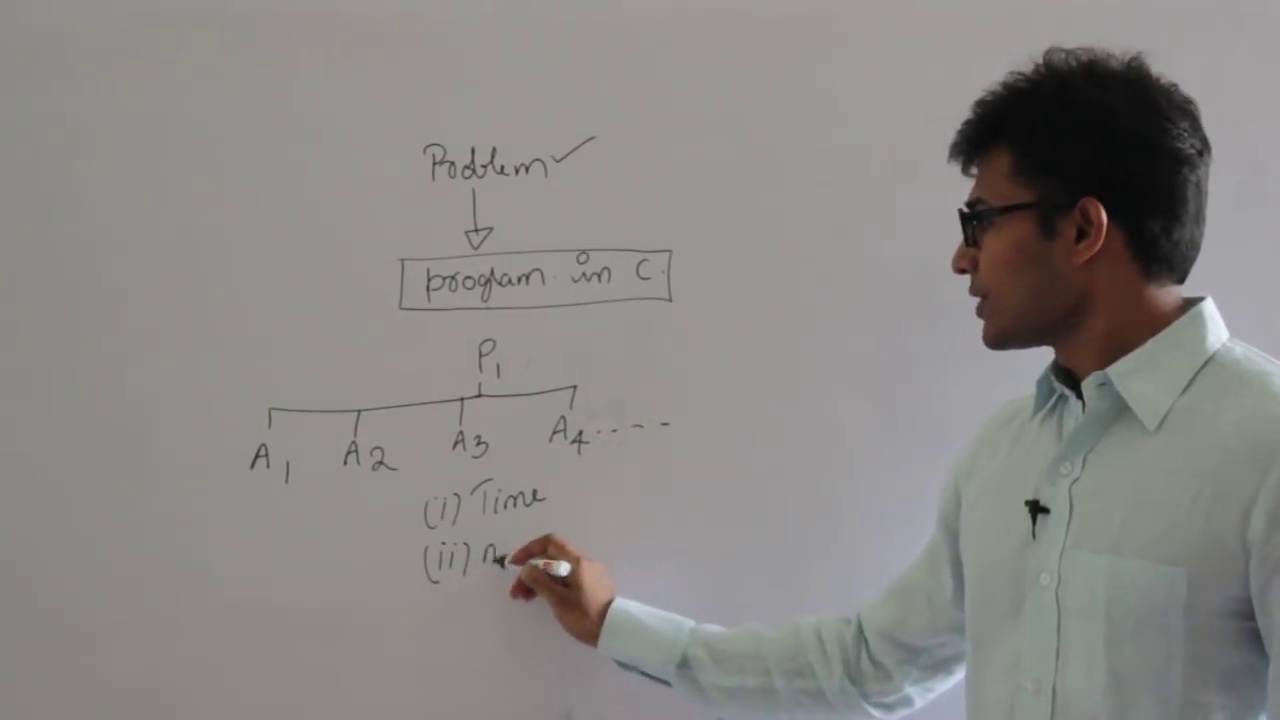 Problem ✓
program in C.
P1
A1 A2 A3 A4 .....
(i) Time
(ii)